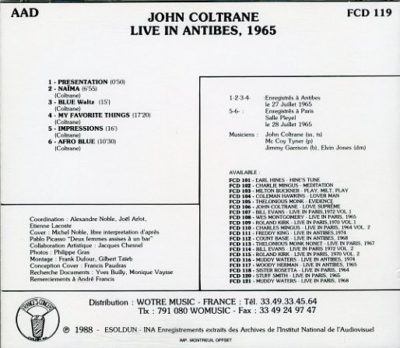 AAD
JOHN COLTRANE
LIVE IN ANTIBES, 1965
FCD 119
1 - PRESENTATION (0'50)
2 - NAÏMA (6'55)
(Coltrane)
3 - BLUE Waltz (15')
(Coltrane)
4 - MY FAVORITE THINGS (17'20)
(Coltrane)
5 - IMPRESSIONS (16')
(Coltrane)
6 - AFRO BLUE (10'30)
(Coltrane)
1-2-3-4- Enregistrés à Antibes
le 27 Juillet 1965
5-6- : Enregistrés à Paris
Salle Pleyel
le 28 Juillet 1965
Musiciens : John Coltrane (ss, ts)
Mc Coy Tyner (p)
Jimmy Garrison (b), Elvin Jones (dm)
AVAILABLE :
FCD 101 - EARL HINES - HINE'S TUNE
FCD 102 - CHARLIE MINGUS - MEDITATION
FCD 103 - MILTON BUCKNER - PLAY, MILT, PLAY
FCD 104 - COLEMAN HAWKINS - LOVER MAN
FCD 105 - THELONIOUS MONK - EVIDENCE
FCD 106 - JOHN COLTRANE - LOVE SUPRÊME
FCD 107 - BILL EVANS - LIVE IN PARIS, 1972 VOL. 1
FCD 108 - WES MONTGOMERY - LIVE IN PARIS, 1965
FCD 109 - ROLAND KIRK - LIVE IN PARIS, 1970 VOL. 1
FCD 110 - CHARLES MINGUS - LIVE IN PARIS, 1964 VOL. 2
FCD 111 - FREDDY KING - LIVE IN ANTIBES, 1974
FCD 112 - COUNT BASIE - LIVE IN ANTIBES, 1968
FCD 113 - THELONIOUS MONK NONET - LIVE IN PARIS, 1967
FCD 114 - BILL EVANS - LIVE IN PARIS, 1972 VOL. 2
FCD 115 - ROLAND KIRK - LIVE IN PARIS, 1970 VOL. 2
FCD 116 - MUDDY WATERS - LIVE IN ANTIBES, 1974
FCD 117 - WOODY HERMAN - LIVE IN ANTIBES, 1965
FCD 118 - SISTER ROSETTA - LIVE IN PARIS, 1964
FCD 120 - STUFF SMITH - LIVE IN PARIS, 1965
FCD 121 - MUDDY WATERS - LIVE IN PARIS, 1968
Coordination : Alexandre Noble, Joël Arlot,
Etienne Lacoste
Cover : Michel Noble, libre interprétation d'après
Pablo Picasso "Deux femmes assises à un bar"
Collaboration Artistique : Jacques Chesnel
Photos : Philippe Gras
Montage : Frank Dufour, Gilbert Taieb
Conception Cover : Francis Paudras
Recherche Documents : Yves Bailly, Monique Vaysse
Remerciements à André Francis
Distribution : WOTRE MUSIC - FRANCE : Tél. 33.49.33.45.64
Tlx : 791 080 WOMUSIC - Fax : 33.49 24 97 47
℗ 1988 - ESOLDUN - INA Enregistrements extraits des Archives de l'Institut National de l'Audiovisuel
IMP. MONTREUIL OFFSET